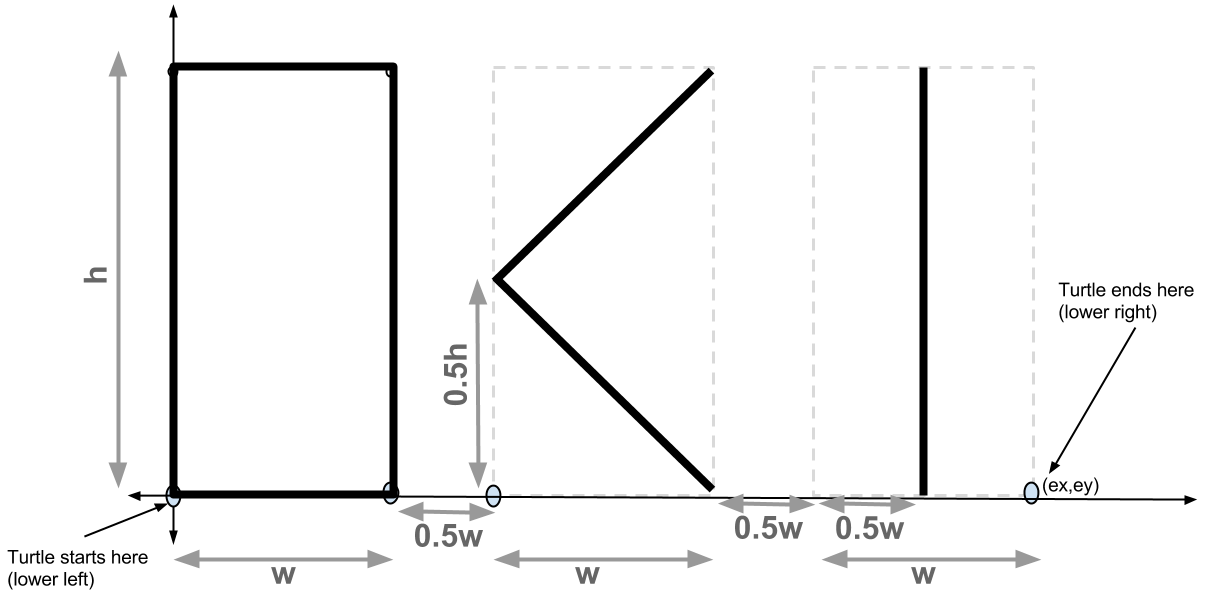 h
0.5h
Turtle ends here
(lower right)
(ex,ey)
0.5w
0.5w
0.5w
Turtle starts here
(lower left)
w
w
w